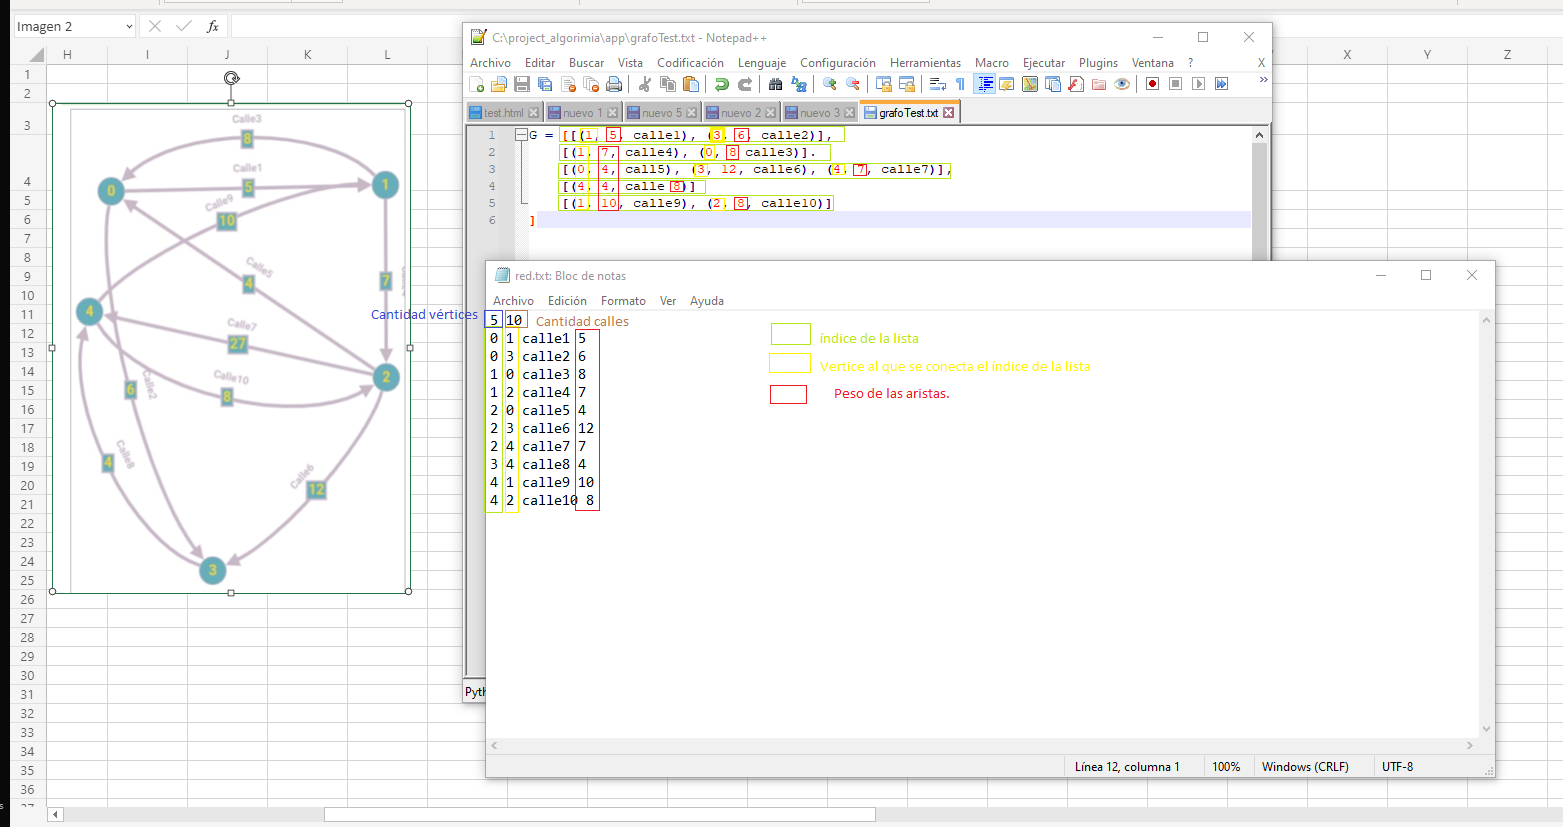 Imagen 2
fx
H I J K L X Y Z
1
2
3
4
5
6
7
8
9
10
11
12
13
14
15
16
17
18
19
20
21
22
23
24
25
26
27
28
29
30
31
32
33
34
35
36
37
Calle3
8
Calle1
5
0
1
Calle9
10
Calle5
4
7
4
Calle7
27
2
Calle10
8
6
Calle2
Calle8
4
Calle6
12
3
C:\project_algorimia\app\grafoTest.txt - Notepad++
Archivo Editar Buscar Vista Codificación Lenguaje Configuración Herramientas Macro Ejecutar Plugins Ventana ? X
test.html nuevo 1 nuevo 5 nuevo 2 nuevo 3 grafoTest.txt
1 G = [[(1, 5, calle1), (3, 6, calle2)],
2 [(1, 7, calle4), (0, 8 calle3)].
3 [(0, 4, call5), (3, 12, calle6), (4, 7, calle7)],
4 [(4, 4, calle 8)]
5 [(1, 10, calle9), (2, 8, calle10)]
6 ]
Pyth
red.txt: Bloc de notas
Archivo Edición Formato Ver Ayuda
Cantidad vértices 5 10 Cantidad calles
0 1 calle1 5
0 3 calle2 6
1 0 calle3 8
1 2 calle4 7
2 0 calle5 4
2 3 calle6 12
2 4 calle7 7
3 4 calle8 4
4 1 calle9 10
4 2 calle10 8
índice de la lista
Vertice al que se conecta el índice de la lista
Peso de las aristas.
Línea 12, columna 1 100% Windows (CRLF) UTF-8